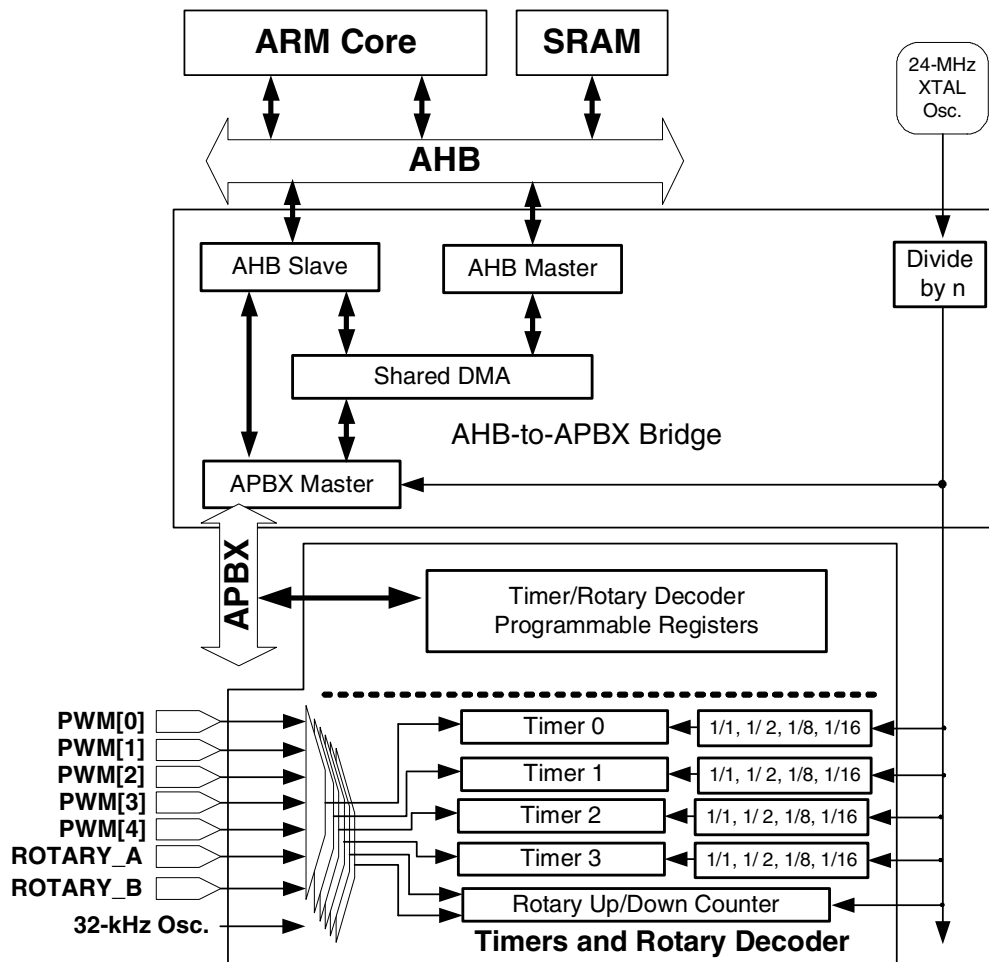 ARM Core
SRAM
24-MHz
XTAL
Osc.
AHB
AHB Slave
AHB Master
Divide
by n
Shared DMA
AHB-to-APBX Bridge
APBX Master
APBX
Timer/Rotary Decoder
Programmable Registers
PWM[0]
PWM[1]
PWM[2]
PWM[3]
PWM[4]
ROTARY_A
ROTARY_B
32-kHz Osc.
Timer 0
1/1, 1/ 2, 1/8, 1/16
Timer 1
1/1, 1/ 2, 1/8, 1/16
Timer 2
1/1, 1/ 2, 1/8, 1/16
Timer 3
1/1, 1/ 2, 1/8, 1/16
Rotary Up/Down Counter
Timers and Rotary Decoder